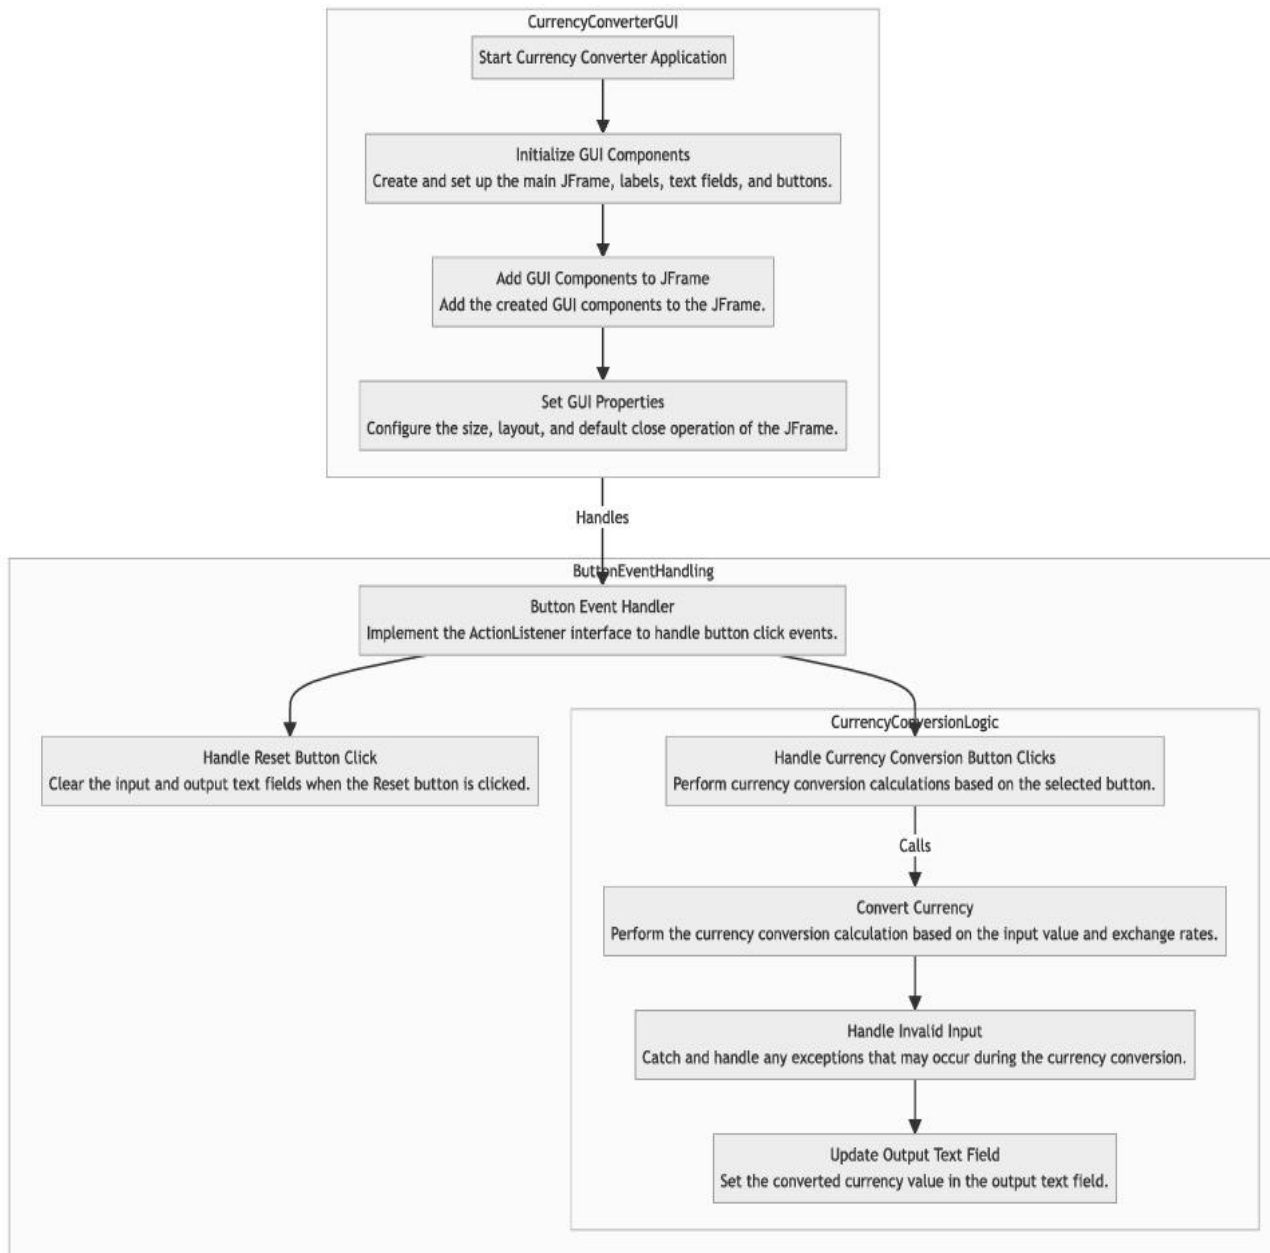 CurrencyConverterGUI
Start Currency Converter Application
Initialize GUI Components
Create and set up the main JFrame, labels, text fields, and buttons.
Add GUI Components to JFrame
Add the created GUI components to the JFrame.
Set GUI Properties
Configure the size, layout, and default close operation of the JFrame.
Handles
ButtonEventHandling
Button Event Handler
Implement the ActionListener interface to handle button click events.
Handle Reset Button Click
Clear the input and output text fields when the Reset button is clicked.
CurrencyConversionLogic
Handle Currency Conversion Button Clicks
Perform currency conversion calculations based on the selected button.
Calls
Convert Currency
Perform the currency conversion calculation based on the input value and exchange rates.
Handle Invalid Input
Catch and handle any exceptions that may occur during the currency conversion.
Update Output Text Field
Set the converted currency value in the output text field.